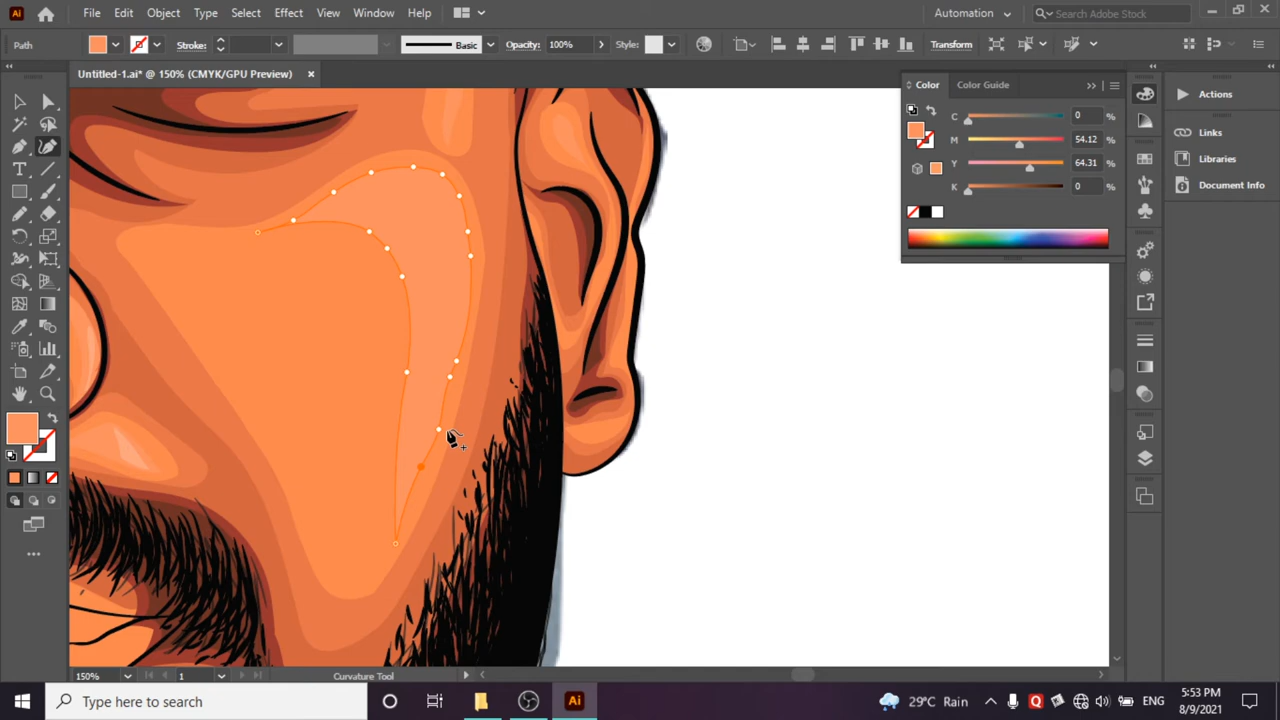 Ai File Edit Object Type Select Effect View Window Help Automation Search Adobe Stock
Path Stroke: Basic Opacity: 100% Style: Transform
Untitled-1.ai* @ 150% (CMYK/GPU Preview) ×
Color Color Guide
C 0 %
M 54.12 %
Y 64.31 %
K 0 %
Actions
Links
Libraries
Document Info
150% 1 Curvature Tool
Type here to search Ai 29°C Rain ENG 5:53 PM
8/9/2021